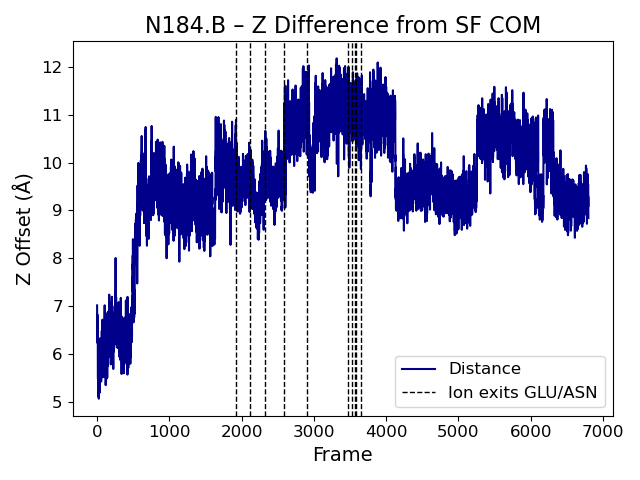 N184.B – Z Difference from SF COM
12
11
10
9
8
7
6
5
Z Offset (Å)
Distance
Ion exits GLU/ASN
0 1000 2000 3000 4000 5000 6000 7000
Frame